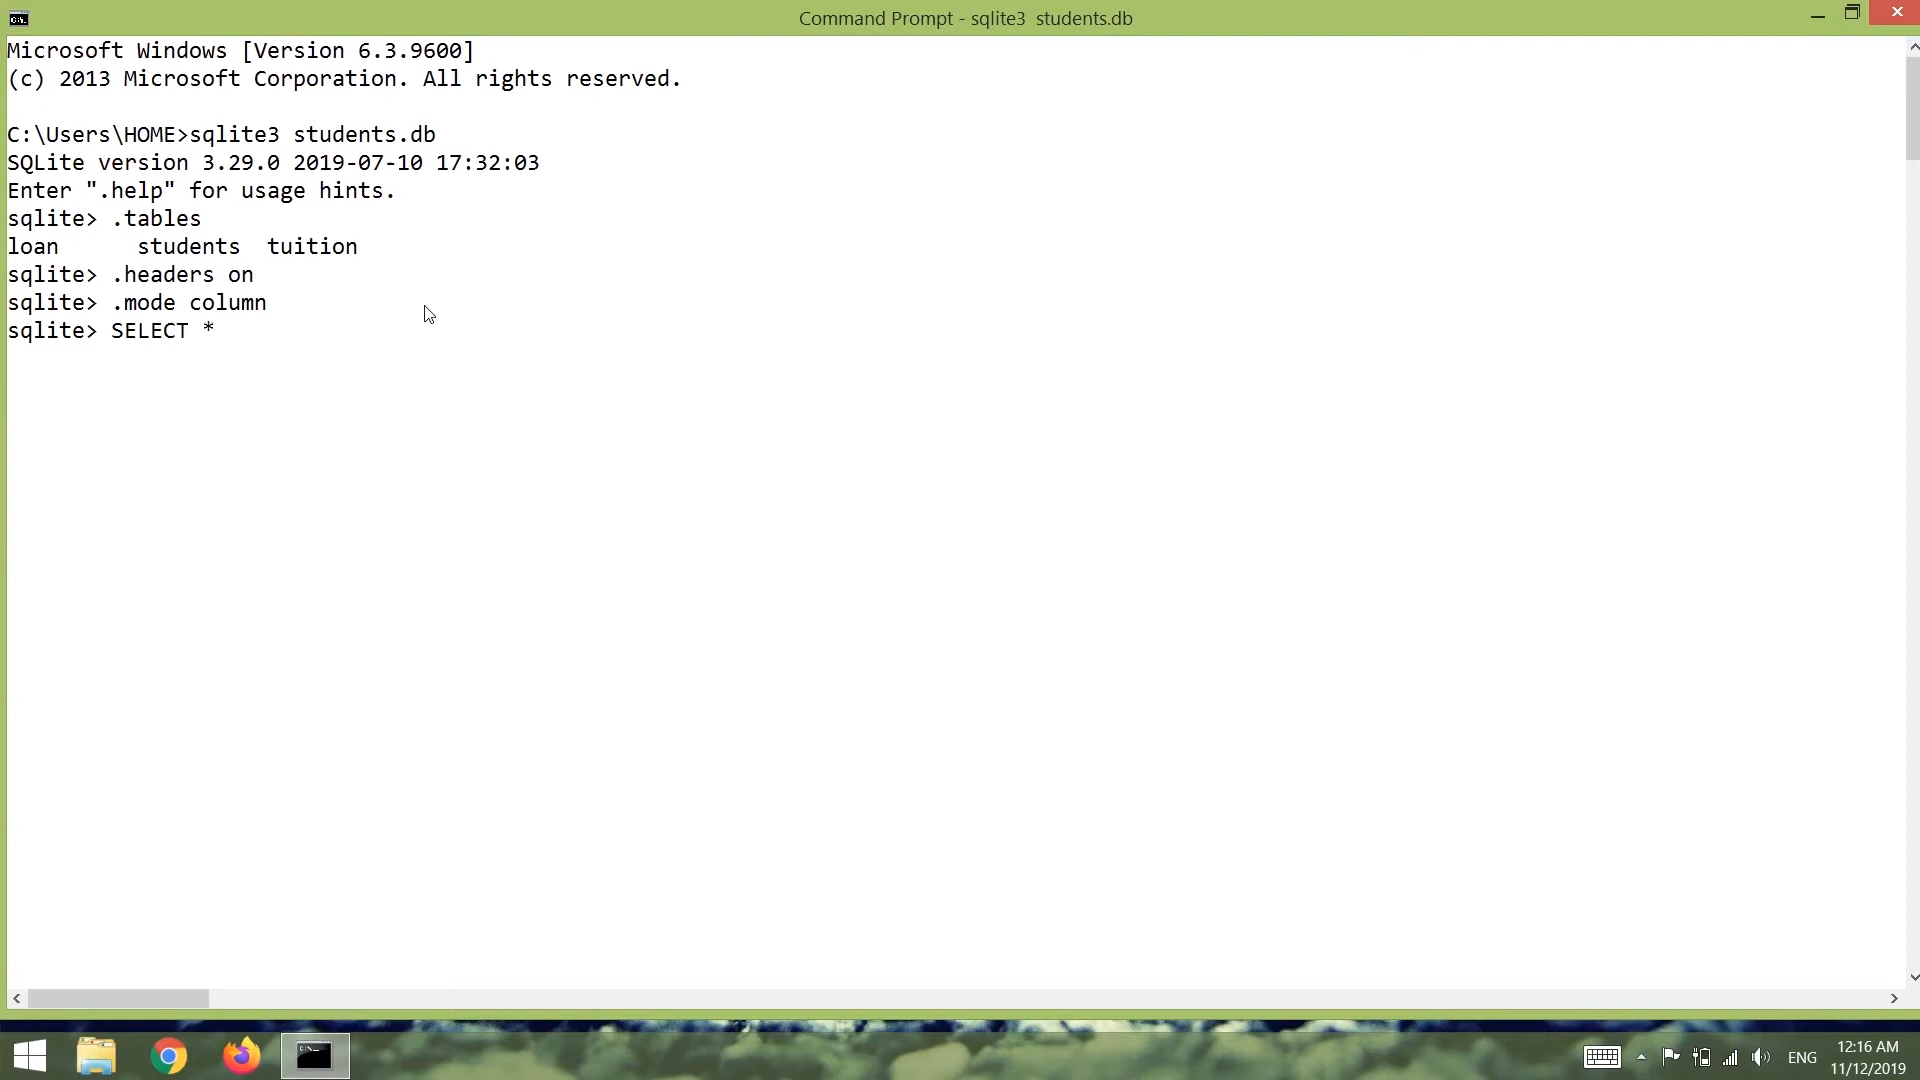 Command Prompt - sqlite3  students.db
Microsoft Windows [Version 6.3.9600]
(c) 2013 Microsoft Corporation. All rights reserved.
C:\Users\HOME>sqlite3 students.db
SQLite version 3.29.0 2019-07-10 17:32:03
Enter ".help" for usage hints.
sqlite> .tables
loan      students  tuition
sqlite> .headers on
sqlite> .mode column
sqlite> SELECT *
ENG
12:16 AM
11/12/2019